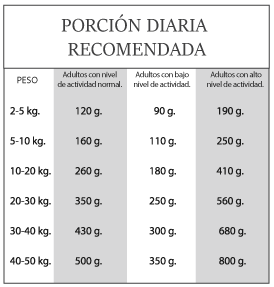 PORCIÓN DIARIA
RECOMENDADA
PESO Adultos con nivel de actividad normal. Adultos con bajo nivel de actividad. Adultos con alto nivel de actividad.
2-5 kg. 120 g. 90 g. 190 g.
5-10 kg. 160 g. 110 g. 250 g.
10-20 kg. 260 g. 180 g. 410 g.
20-30 kg. 350 g. 250 g. 560 g.
30-40 kg. 430 g. 300 g. 680 g.
40-50 kg. 500 g. 350 g. 800 g.